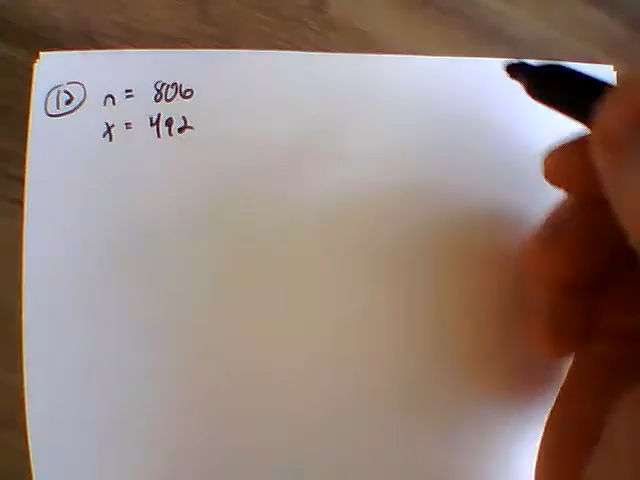 12 n = 806
x = 492